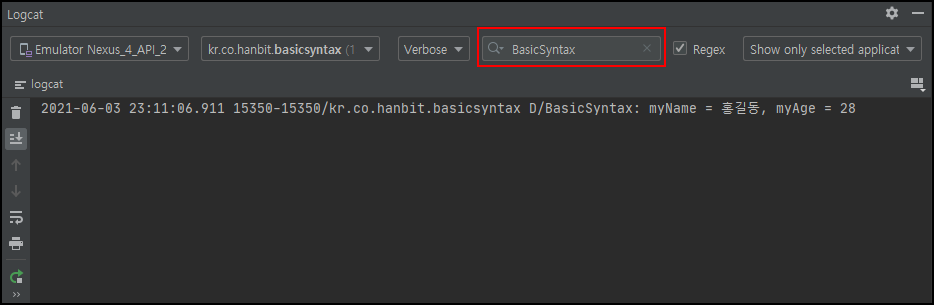 Logcat
Emulator Nexus_4_API_2 kr.co.hanbit.basicsyntax (1 Verbose BasicSyntax Regex Show only selected applicat
logcat
2021-06-03 23:11:06.911 15350-15350/kr.co.hanbit.basicsyntax D/BasicSyntax: myName = 홍길동, myAge = 28